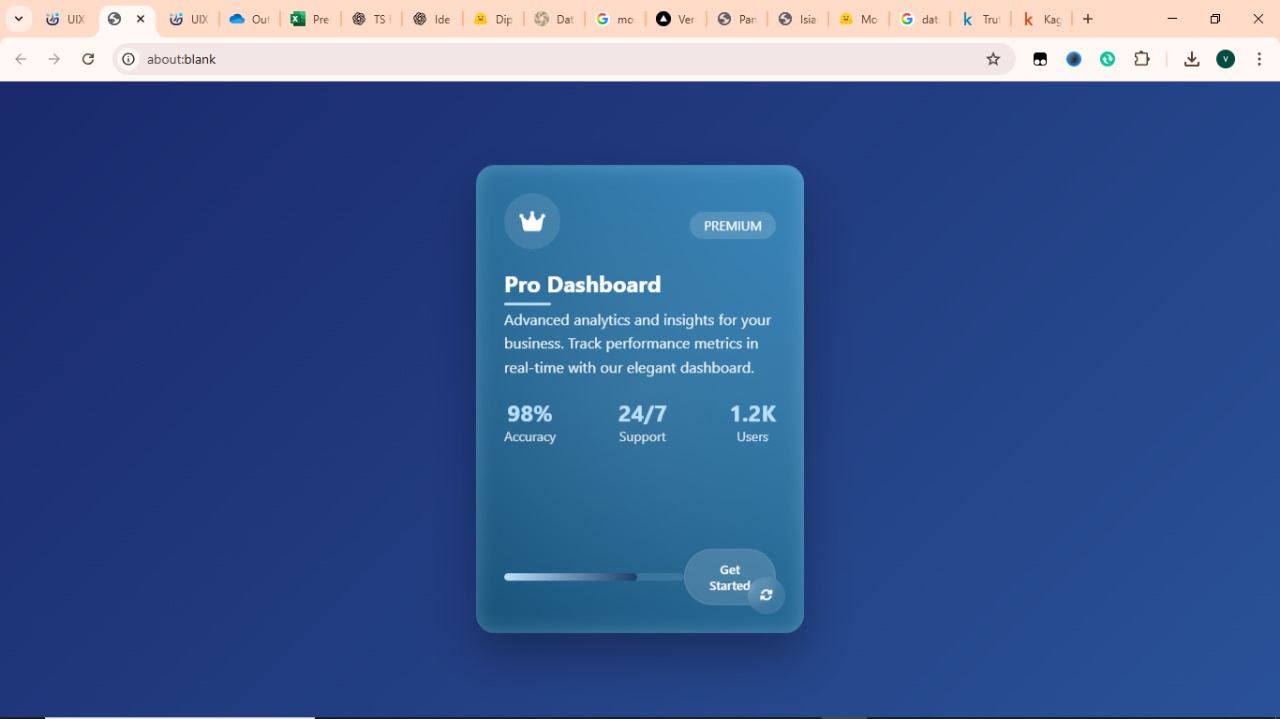 UIX
UIX
Out
Pre
TS
Ide
Dip
Dat
mo
Ver
Par
Isia
Mo
dat
Trut
Kag
about:blank
V
PREMIUM
Pro Dashboard
Advanced analytics and insights for your
business. Track performance metrics in
real-time with our elegant dashboard.
98% 24/7 1.2K
Accuracy Support Users
Get
Started